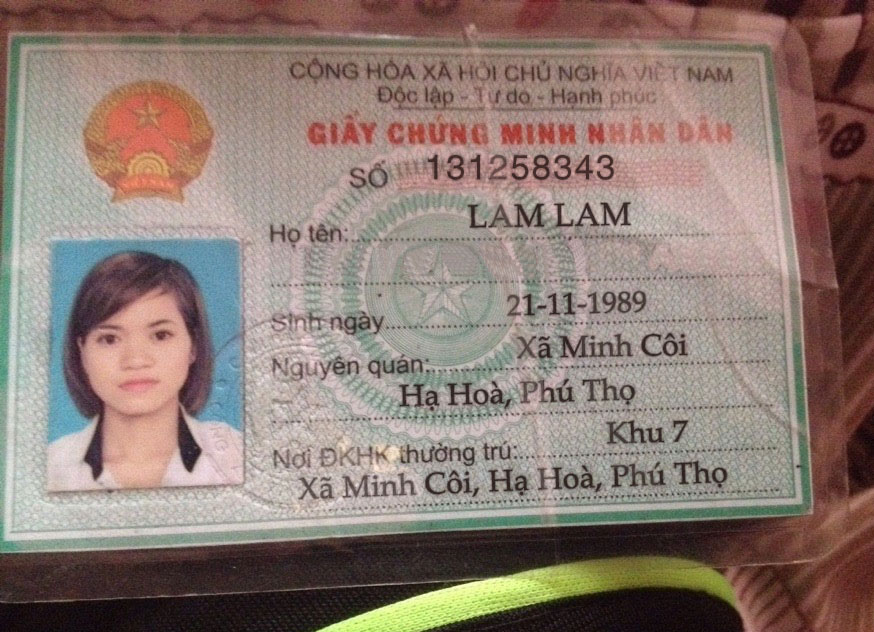 CỘNG HÒA XÃ HỘI CHỦ NGHĨA VIỆT NAM
Độc lập - Tự do - Hạnh phúc
GIẤY CHỨNG MINH NHÂN DÂN
SỐ 131258343
Họ tên: LAM LAM
Sinh ngày 21-11-1989
Nguyên quán: Xã Minh Côi
Hạ Hoà, Phú Thọ
Nơi ĐKHK thường trú: Khu 7
Xã Minh Côi, Hạ Hoà, Phú Thọ